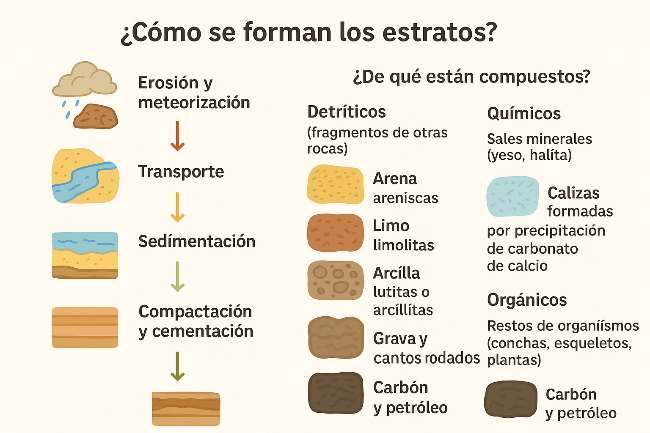 ¿Cómo se forman los estratos?
Erosión y
meteorización
Transporte
Sedímentación
Compactación
y cementación
¿De qué están compuestos?
Detríticos
(fragmentos de otras
rocas)
Arena
areniscas
Limo
limolitas
Arcílla
lutitas o
arcíllítas
Grava y
cantos rodados
Carbón
y petróleo
Químicos
Sales minerales
(yeso, halíta)
Calizas
formadas
por precipitación
de carbonato
de calcio
Orgánicos
Restos de organíísmos
(conchas, esqueletos,
plantas)
Carbón
y petróleo